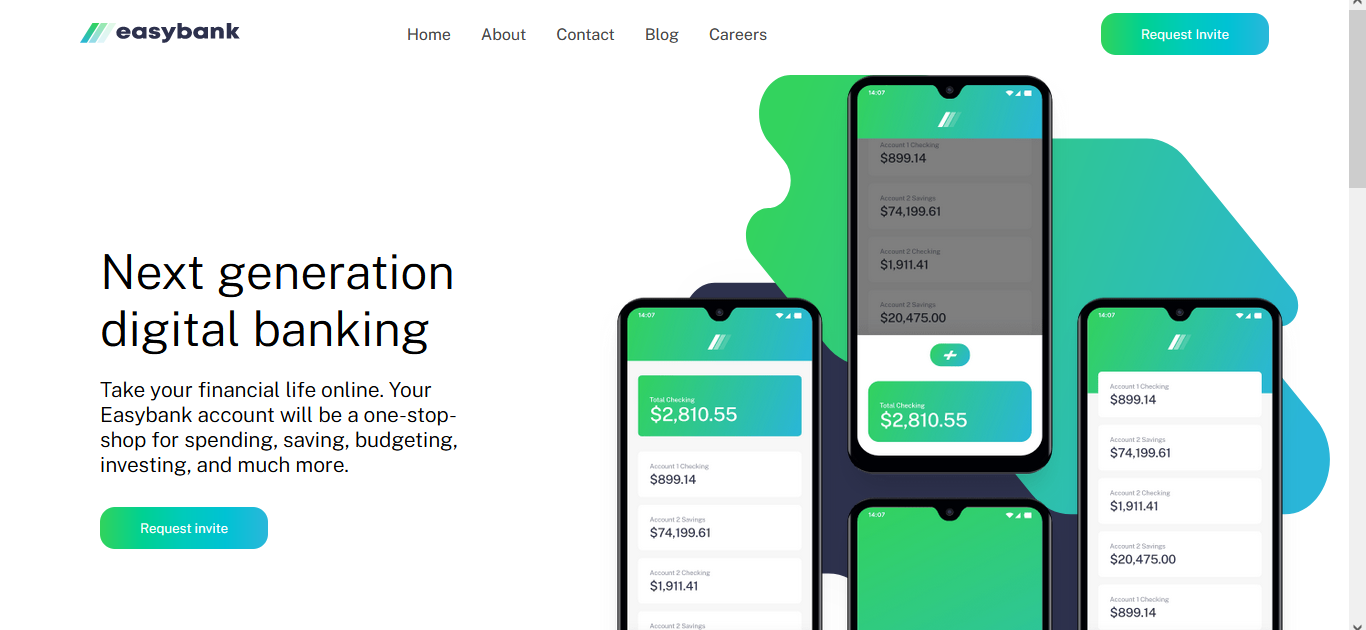 easybank
Home
About
Contact
Blog
Careers
Request Invite
Next generation
digital banking
Take your financial life online. Your
Easybank account will be a one-stop-
shop for spending, saving, budgeting,
investing, and much more.
Request invite
14:07
Total Checking
$2,810.55
Account 1 Checking
$899.14
Account 2 Savings
$74,199.61
Account 2 Checking
$1,911.41
Account 2 Savings
14:07
Account 1 Checking
$899.14
Account 2 Savings
$74,199.61
Account 2 Checking
$1,911.41
Account 2 Savings
$20,475.00
Total Checking
$2,810.55
14:07
14:07
Account 1 Checking
$899.14
Account 2 Savings
$74,199.61
Account 2 Checking
$1,911.41
Account 2 Savings
$20,475.00
Account 1 Checking
$899.14